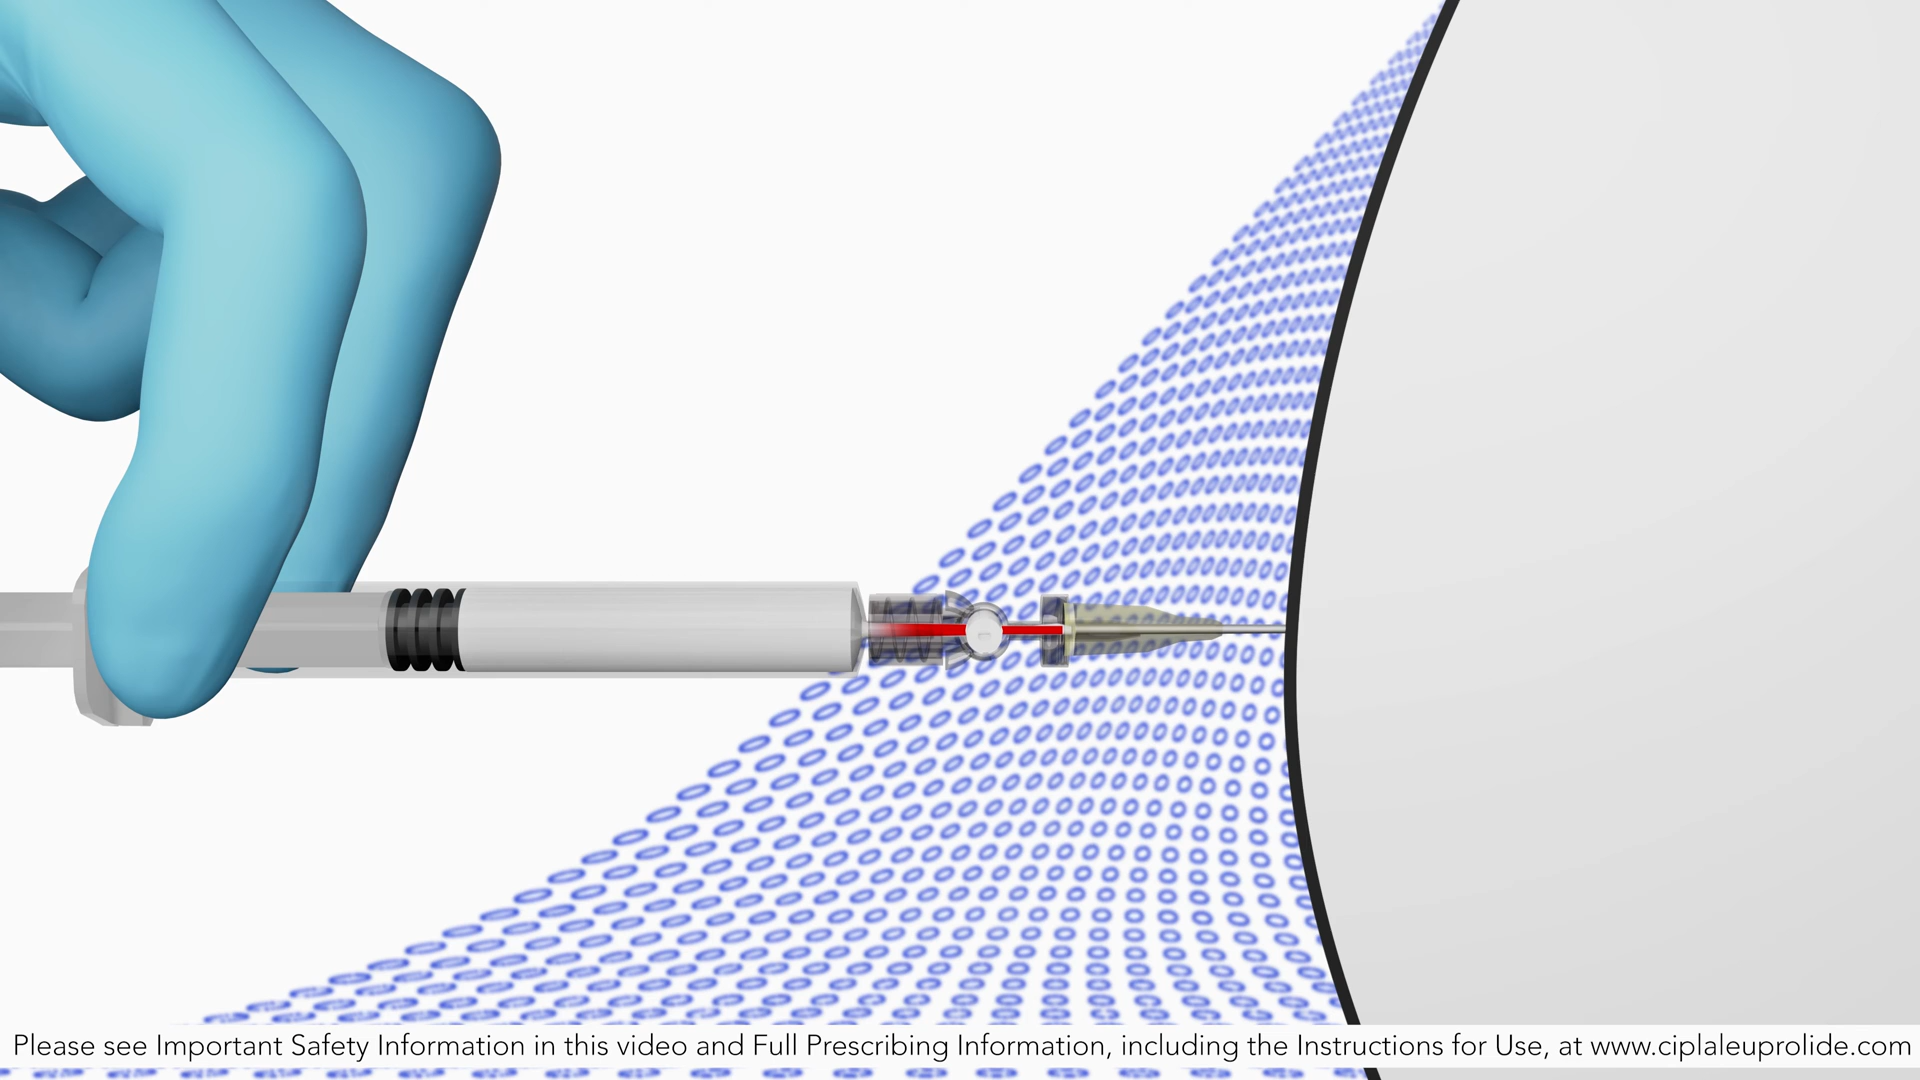 Please see Important Safety Information in this video and Full Prescribing Information, including the Instructions for Use, at www.ciplaleuprolide.com